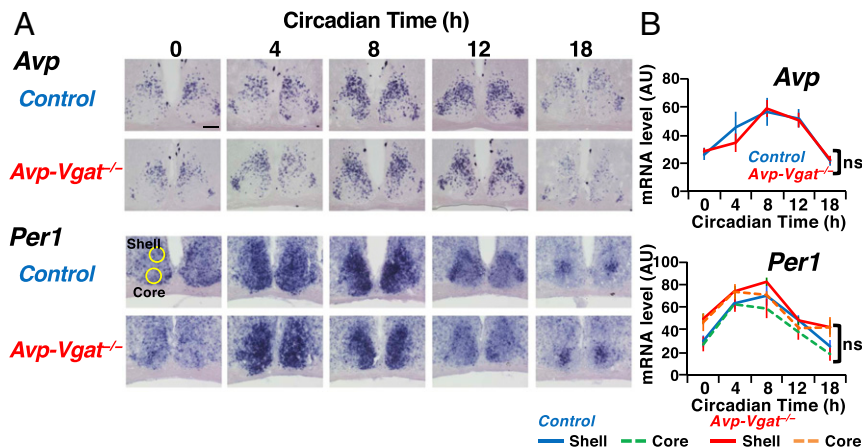 A
Circadian Time (h)
0 4 8 12 18
Avp
Control
Avp-Vgat–/–
Per1
Shell
Control
Core
Avp-Vgat–/–
B
Avp
mRNA level (AU)
80
60
40
20
0
Control
Avp-Vgat–/–
ns
0 4 8 12 18
Circadian Time (h)
Per1
mRNA level (AU)
100
80
60
40
20
0
ns
0 4 8 12 18
Circadian Time (h)
Control Avp-Vgat–/–
Shell Core Shell Core